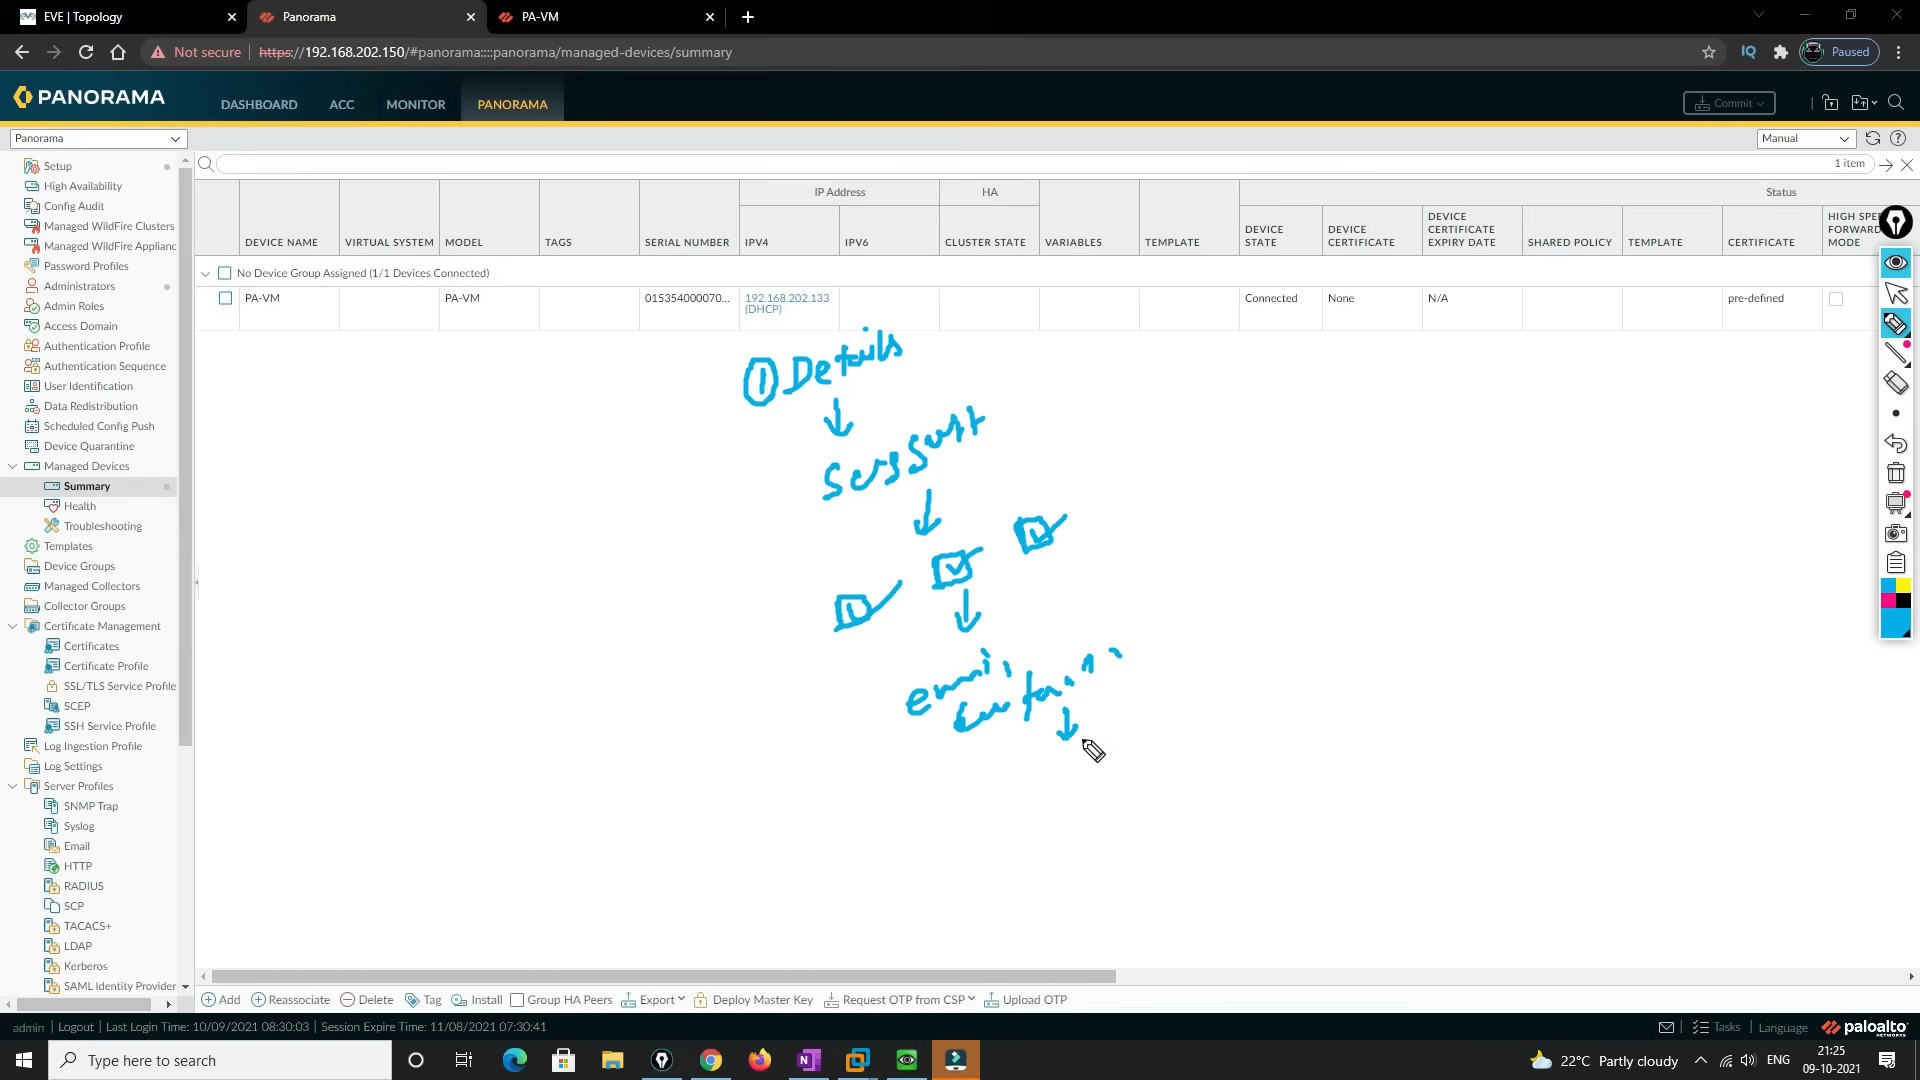 EVE | Topology
Panorama
PA-VM
Not secure
https://192.168.202.150/#panorama::::panorama/managed-devices/summary
Paused
PANORAMA
DASHBOARD
ACC
MONITOR
PANORAMA
Commit
Panorama
Manual
1 item
Setup
High Availability
Config Audit
Managed WildFire Clusters
Managed WildFire Applianc
Password Profiles
Administrators
Admin Roles
Access Domain
Authentication Profile
Authentication Sequence
User Identification
Data Redistribution
Scheduled Config Push
Device Quarantine
Managed Devices
Summary
Health
Troubleshooting
Templates
Device Groups
Managed Collectors
Collector Groups
Certificate Management
Certificates
Certificate Profile
SSL/TLS Service Profile
SCEP
SSH Service Profile
Log Ingestion Profile
Log Settings
Server Profiles
SNMP Trap
Syslog
Email
HTTP
RADIUS
SCP
TACACS+
LDAP
Kerberos
SAML Identity Provider
IP Address
HA
Status
DEVICE NAME
VIRTUAL SYSTEM
MODEL
TAGS
SERIAL NUMBER
IPV4
IPV6
CLUSTER STATE
VARIABLES
TEMPLATE
DEVICE STATE
DEVICE CERTIFICATE
DEVICE CERTIFICATE EXPIRY DATE
SHARED POLICY
TEMPLATE
CERTIFICATE
HIGH SPE
FORWARD
MODE
No Device Group Assigned (1/1 Devices Connected)
PA-VM
PA-VM
015354000070...
192.168.202.133
(DHCP)
Connected
None
N/A
pre-defined
① Details
Add
Reassociate
Delete
Tag
Install
Group HA Peers
Export
Deploy Master Key
Request OTP from CSP
Upload OTP
admin | Logout | Last Login Time: 10/09/2021 08:30:03 | Session Expire Time: 11/08/2021 07:30:41
Tasks
Language
paloalto
NETWORKS
Type here to search
22°C Partly cloudy
ENG
21:25
09-10-2021